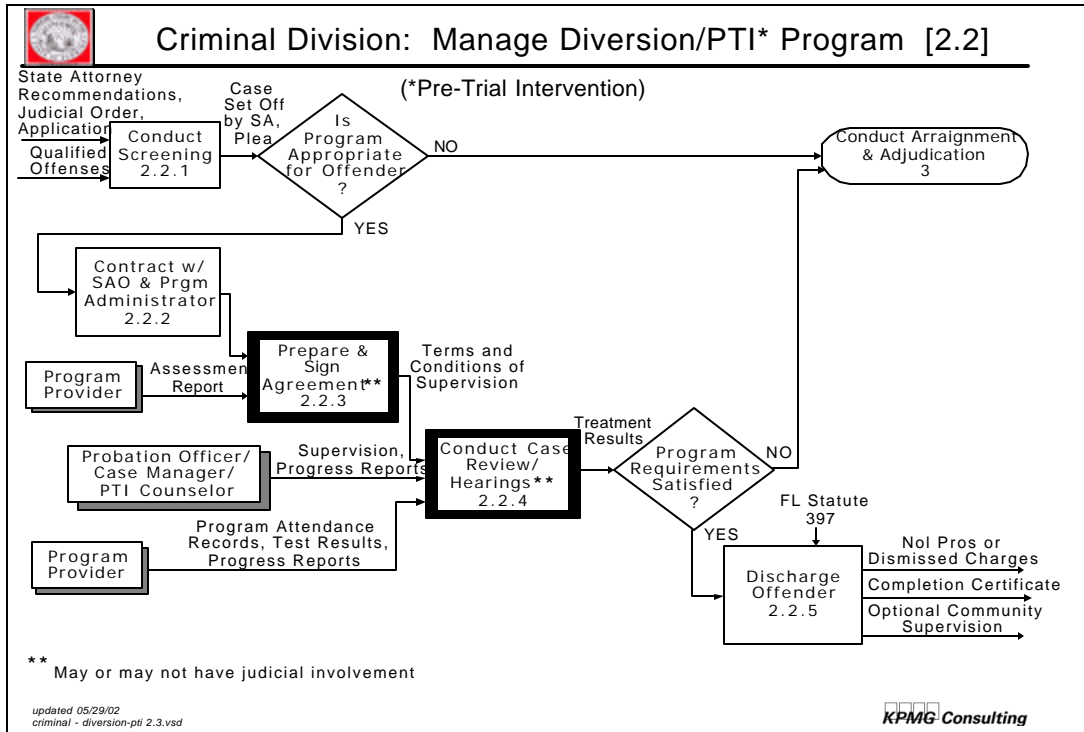 Criminal Division: Manage Diversion/PTI* Program [2.2]
(*Pre-Trial Intervention)
State Attorney
Recommendations,
Judicial Order,
Application
Qualified
Offenses
Conduct
Screening
2.2.1
Case
Set Off
by SA,
Plea
Is
Program
Appropriate
for Offender
?
NO
Conduct Arraignment
& Adjudication
3
YES
Contract w/
SAO & Prgm
Administrator
2.2.2
Program
Provider
Assessmen
Report
Prepare &
Sign
Agreement**
2.2.3
Terms and
Conditions of
Supervision
Probation Officer/
Case Manager/
PTI Counselor
Supervision,
Progress Reports
Conduct Case
Review/
Hearings**
2.2.4
Treatment
Results
Program
Requirements
Satisfied
?
NO
YES
Program
Provider
Program Attendance
Records, Test Results,
Progress Reports
FL Statute
397
Discharge
Offender
2.2.5
Nol Pros or
Dismissed Charges
Completion Certificate
Optional Community
Supervision
** May or may not have judicial involvement
updated 05/29/02
criminal - diversion-pti 2.3.vsd
KPMG Consulting